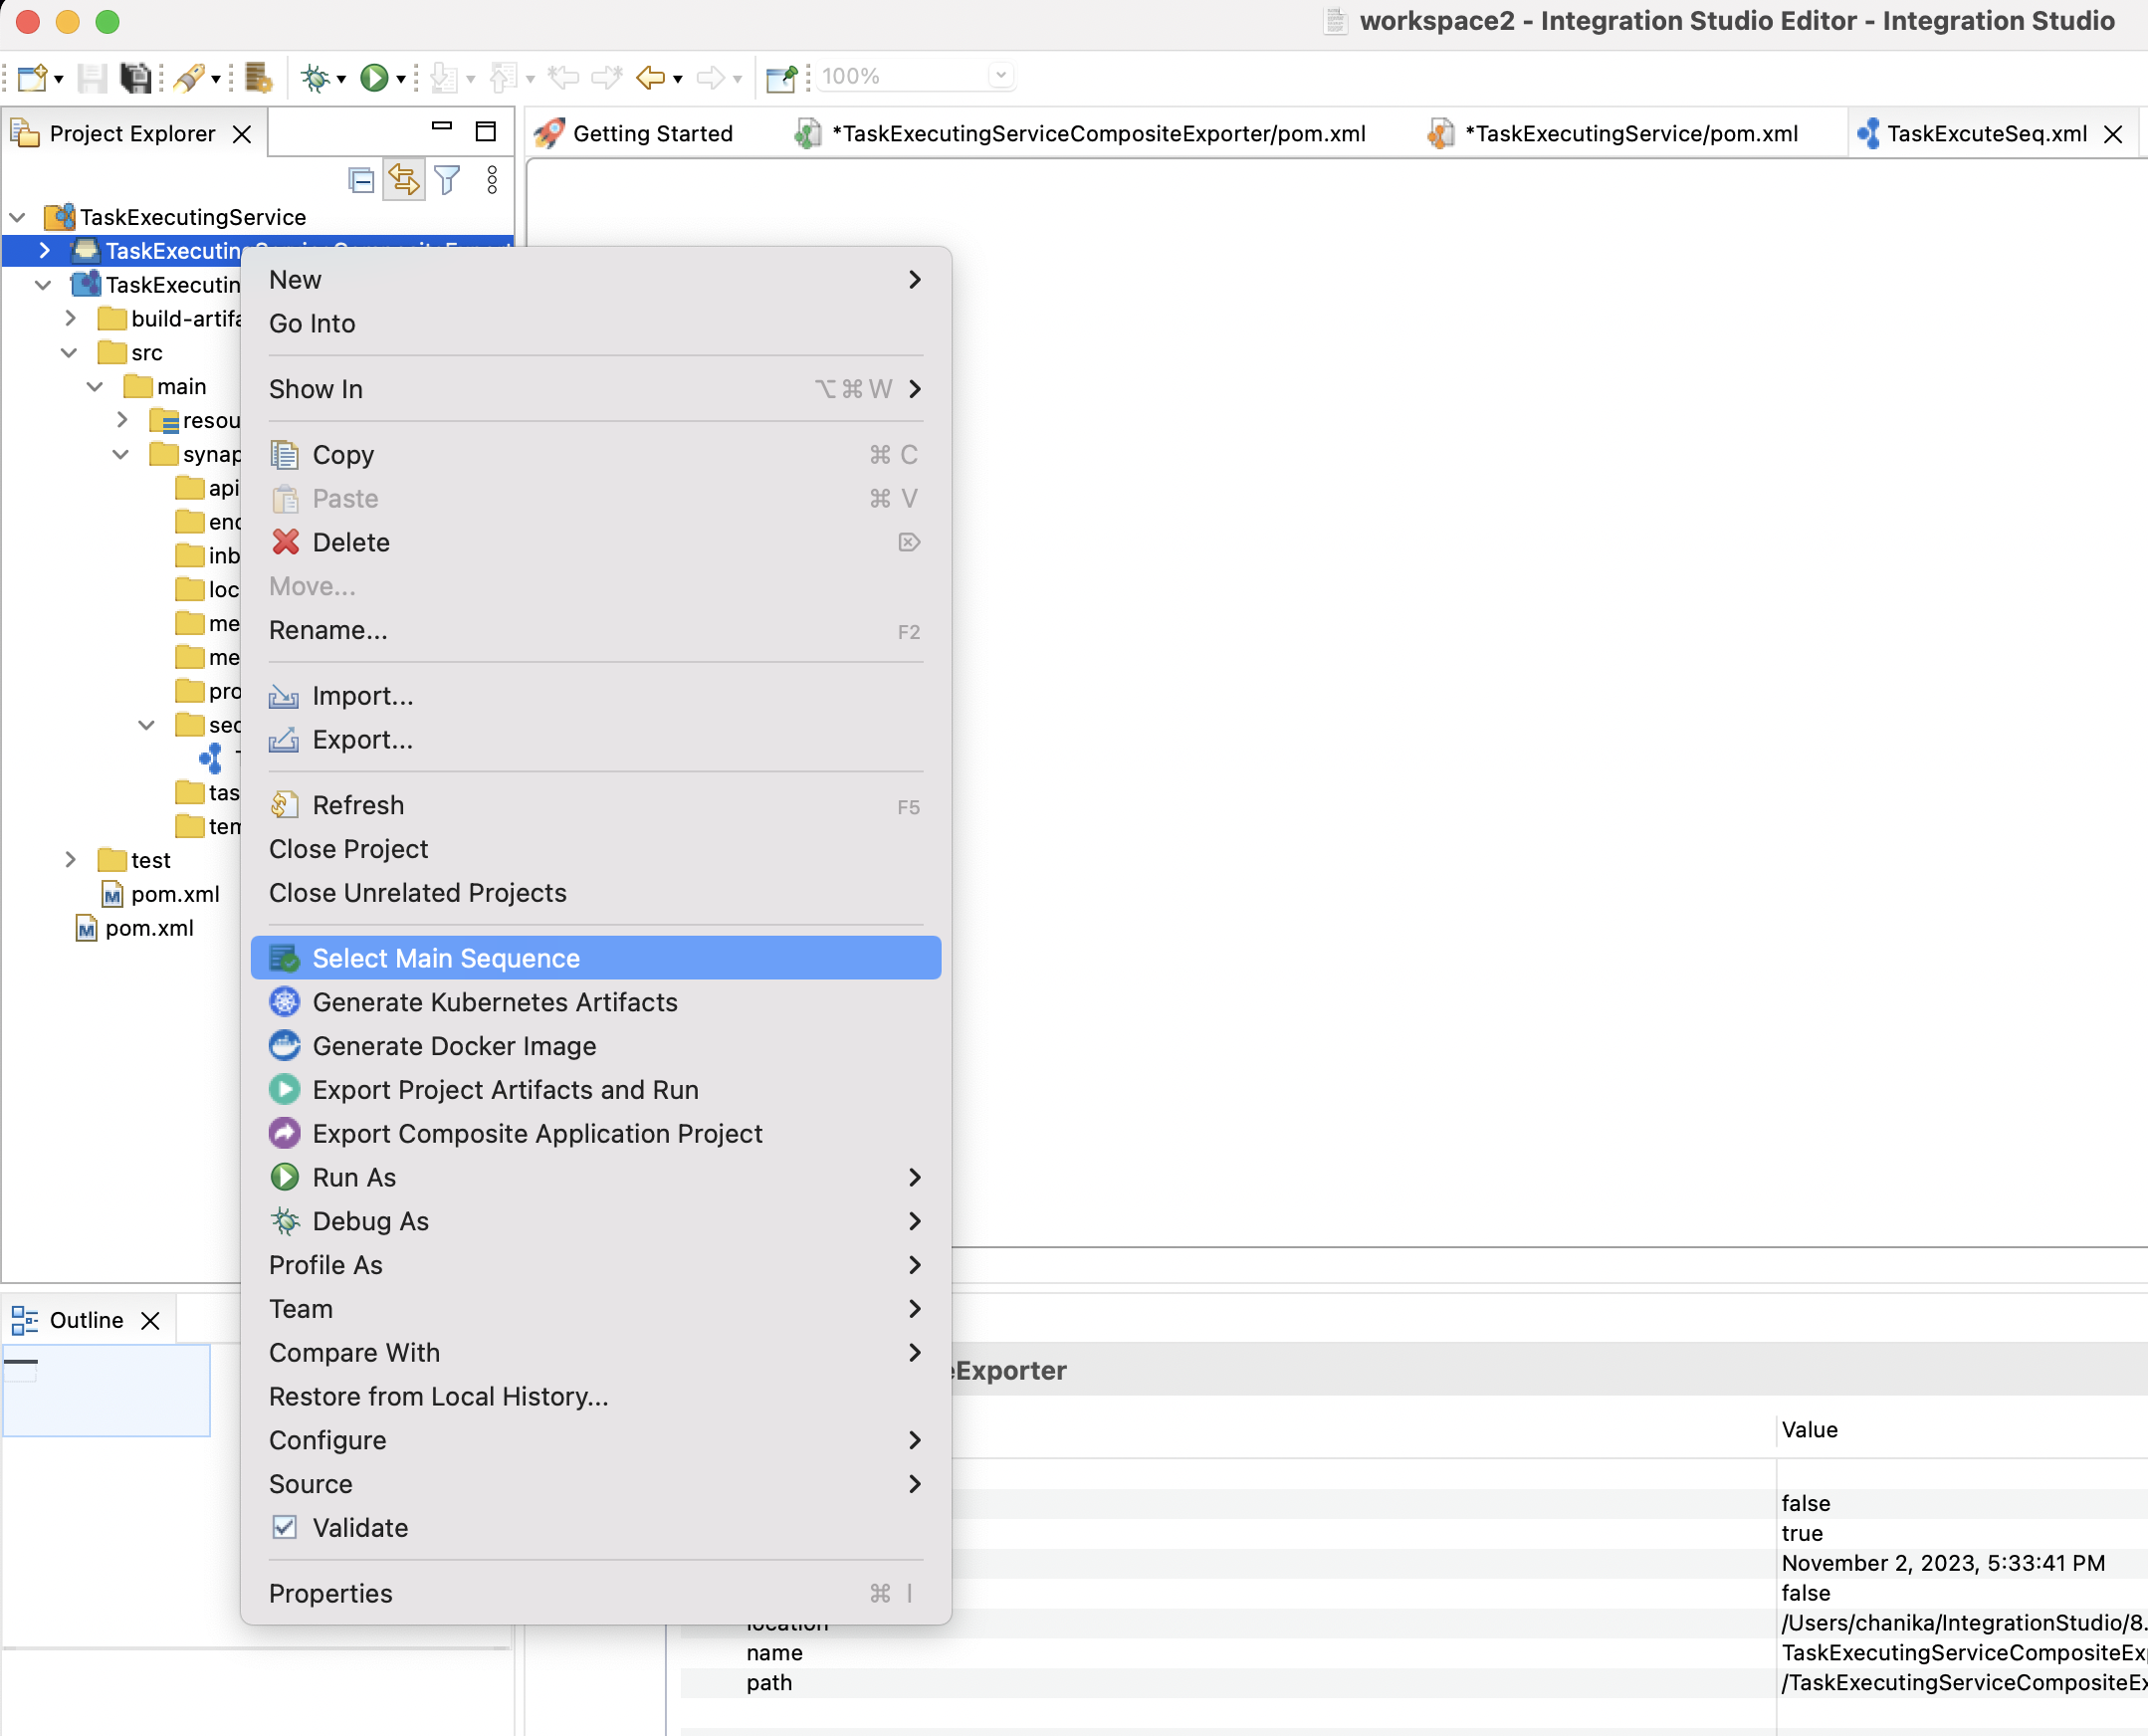 workspace2 - Integration Studio Editor - Integration Studio
100%
Project Explorer
Getting Started
*TaskExecutingServiceCompositeExporter/pom.xml
*TaskExecutingService/pom.xml
TaskExcuteSeq.xml
TaskExecutingService
TaskExecutin
TaskExecutin
build-artifa
src
main
resou
synap
api
enc
inb
loc
me
me
pro
seq
tas
tem
test
pom.xml
pom.xml
New
Go Into
Show In ⌥⌘W
Copy ⌘ C
Paste ⌘ V
Delete
Move...
Rename... F2
Import...
Export...
Refresh F5
Close Project
Close Unrelated Projects
Select Main Sequence
Generate Kubernetes Artifacts
Generate Docker Image
Export Project Artifacts and Run
Export Composite Application Project
Run As
Debug As
Profile As
Team
Compare With
Restore from Local History...
Configure
Source
Validate
Properties ⌘ I
Outline
eExporter
Value
false
true
November 2, 2023, 5:33:41 PM
false
location /Users/chanika/IntegrationStudio/8.
name TaskExecutingServiceCompositeExp
path /TaskExecutingServiceCompositeEx